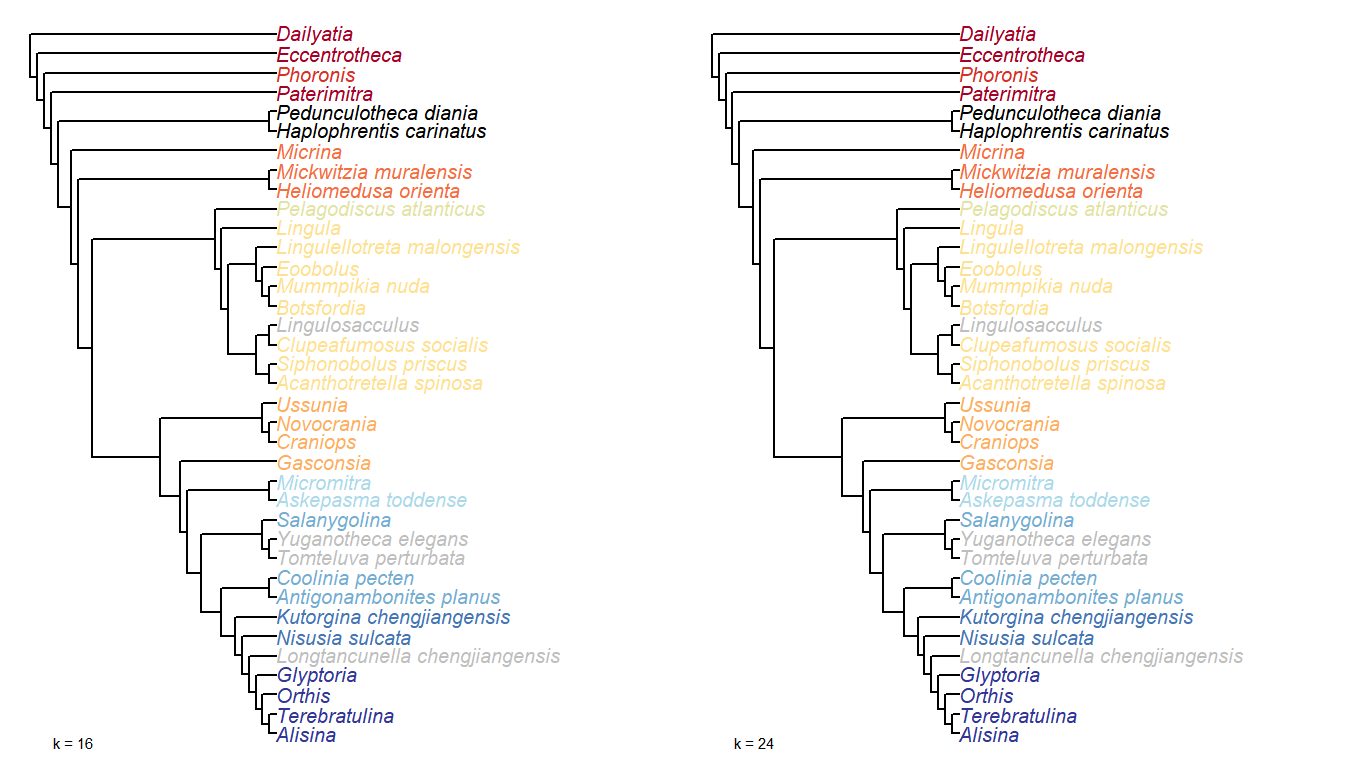 Dailyatia
Eccentrotheca
Phoronis
Paterimitra
Pedunculotheca diania
Haplophrentis carinatus
Micrina
Mickwitzia muralensis
Heliomedusa orienta
Pelagodiscus atlanticus
Lingula
Lingulellotreta malongensis
Eoobolus
Mummpikia nuda
Botsfordia
Lingulosacculus
Clupeafumosus socialis
Siphonobolus priscus
Acanthotretella spinosa
Ussunia
Novocrania
Craniops
Gasconsia
Micromitra
Askepasma toddense
Salanygolina
Yuganotheca elegans
Tomteluva perturbata
Coolinia pecten
Antigonambonites planus
Kutorgina chengjiangensis
Nisusia sulcata
Longtancunella chengjiangensis
Glyptoria
Orthis
Terebratulina
Alisina
k = 16
Dailyatia
Eccentrotheca
Phoronis
Paterimitra
Pedunculotheca diania
Haplophrentis carinatus
Micrina
Mickwitzia muralensis
Heliomedusa orienta
Pelagodiscus atlanticus
Lingula
Lingulellotreta malongensis
Eoobolus
Mummpikia nuda
Botsfordia
Lingulosacculus
Clupeafumosus socialis
Siphonobolus priscus
Acanthotretella spinosa
Ussunia
Novocrania
Craniops
Gasconsia
Micromitra
Askepasma toddense
Salanygolina
Yuganotheca elegans
Tomteluva perturbata
Coolinia pecten
Antigonambonites planus
Kutorgina chengjiangensis
Nisusia sulcata
Longtancunella chengjiangensis
Glyptoria
Orthis
Terebratulina
Alisina
k = 24